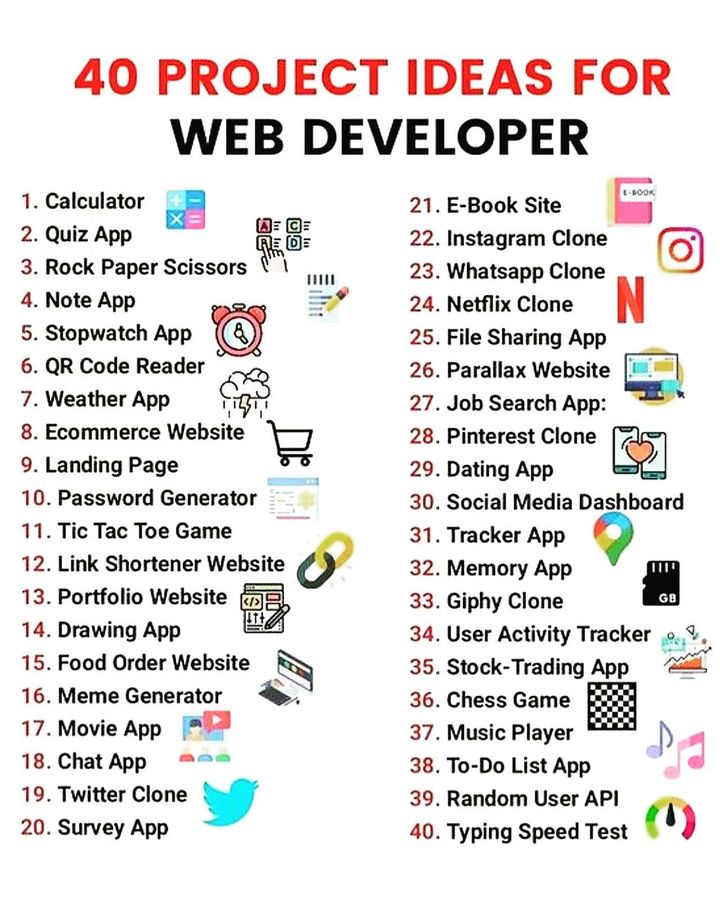 40 PROJECT IDEAS FOR
WEB DEVELOPER
1. Calculator
2. Quiz App
3. Rock Paper Scissors
4. Note App
5. Stopwatch App
6. QR Code Reader
7. Weather App
8. Ecommerce Website
9. Landing Page
10. Password Generator
11. Tic Tac Toe Game
12. Link Shortener Website
13. Portfolio Website
14. Drawing App
15. Food Order Website
16. Meme Generator
17. Movie App
18. Chat App
19. Twitter Clone
20. Survey App
21. E-Book Site
22. Instagram Clone
23. Whatsapp Clone
24. Netflix Clone
25. File Sharing App
26. Parallax Website
27. Job Search App:
28. Pinterest Clone
29. Dating App
30. Social Media Dashboard
31. Tracker App
32. Memory App
33. Giphy Clone
34. User Activity Tracker
35. Stock-Trading App
36. Chess Game
37. Music Player
38. To-Do List App
39. Random User API
40. Typing Speed Test
A C
B D
E-BOOK
N
</>
GB